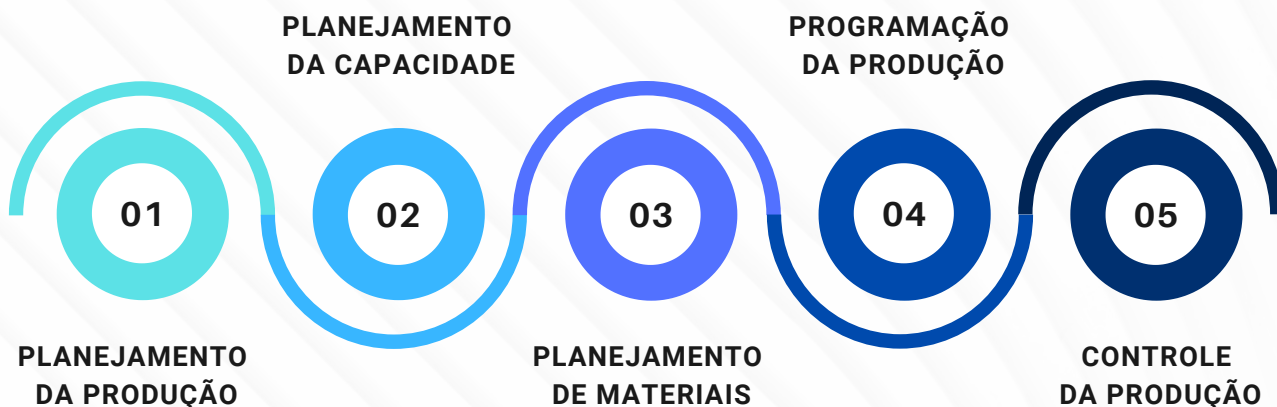 01
PLANEJAMENTO
DA PRODUÇÃO
PLANEJAMENTO
DA CAPACIDADE
02
03
PLANEJAMENTO
DE MATERIAIS
PROGRAMAÇÃO
DA PRODUÇÃO
04
05
CONTROLE
DA PRODUÇÃO